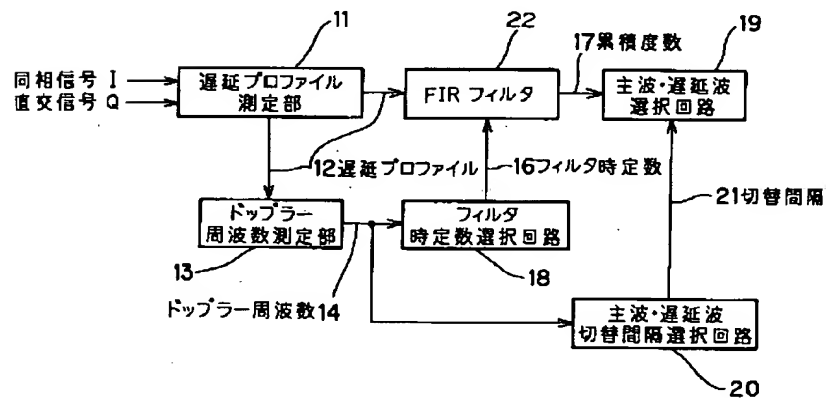 11
22
17累積度数
19
同相信号 I
直交信号 Q
遅延プロファイル
測定部
FIR フィルタ
主波・遅延波
選択回路
12遅延プロファイル
16フィルタ時定数
21切替間隔
ドップラー
周波数測定部
フィルタ
時定数選択回路
13
18
ドップラー周波数14
主波・遅延波
切替間隔選択回路
20